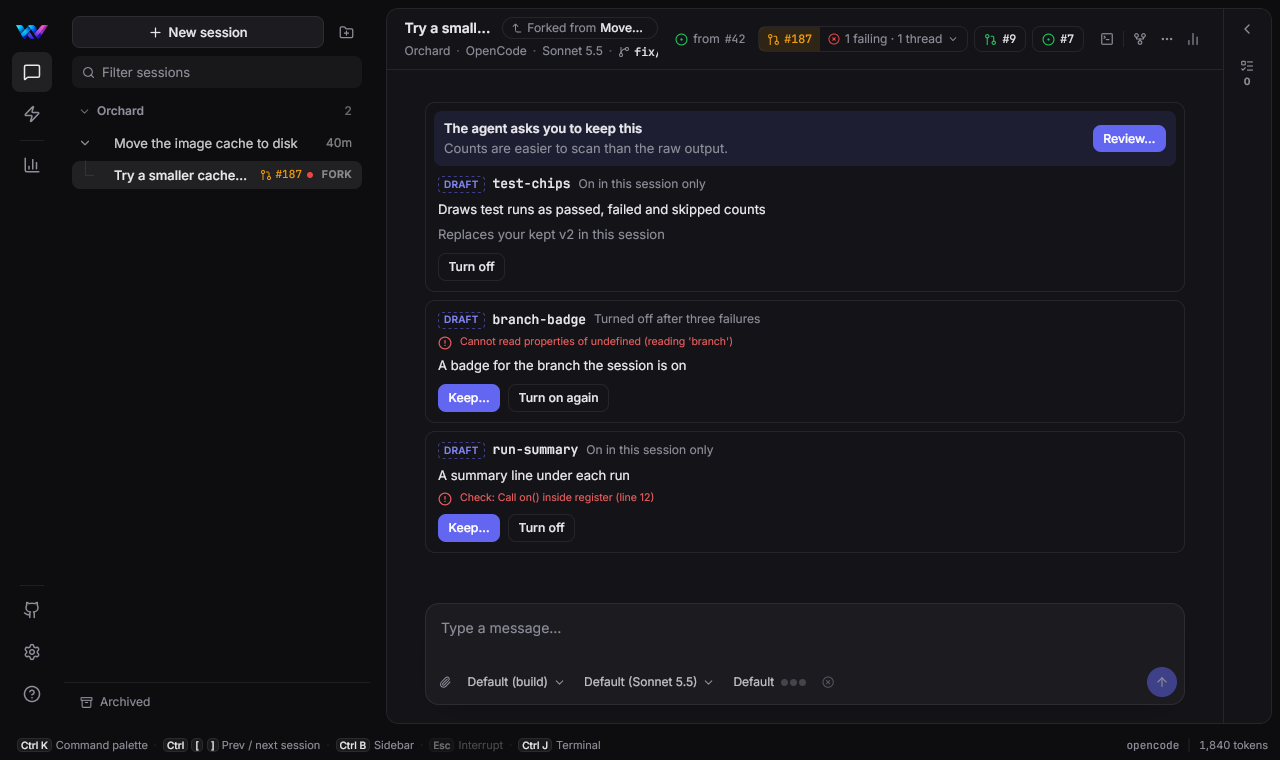 New session
Filter sessions
Orchard 2
Move the image cache to disk 40m
Try a smaller cache... #187 FORK
Archived
Try a small... Forked from Move...
Orchard · OpenCode · Sonnet 5.5 · fix/
from #42 #187 1 failing · 1 thread #9 #7
0
The agent asks you to keep this
Counts are easier to scan than the raw output.
Review...
DRAFT test-chips On in this session only
Draws test runs as passed, failed and skipped counts
Replaces your kept v2 in this session
Turn off
DRAFT branch-badge Turned off after three failures
Cannot read properties of undefined (reading 'branch')
A badge for the branch the session is on
Keep... Turn on again
DRAFT run-summary On in this session only
A summary line under each run
Check: Call on() inside register (line 12)
Keep... Turn off
Type a message...
Default (build) Default (Sonnet 5.5) Default
Ctrl K Command palette · Ctrl [ ] Prev / next session · Ctrl B Sidebar · Esc Interrupt · Ctrl J Terminal
opencode 1,840 tokens